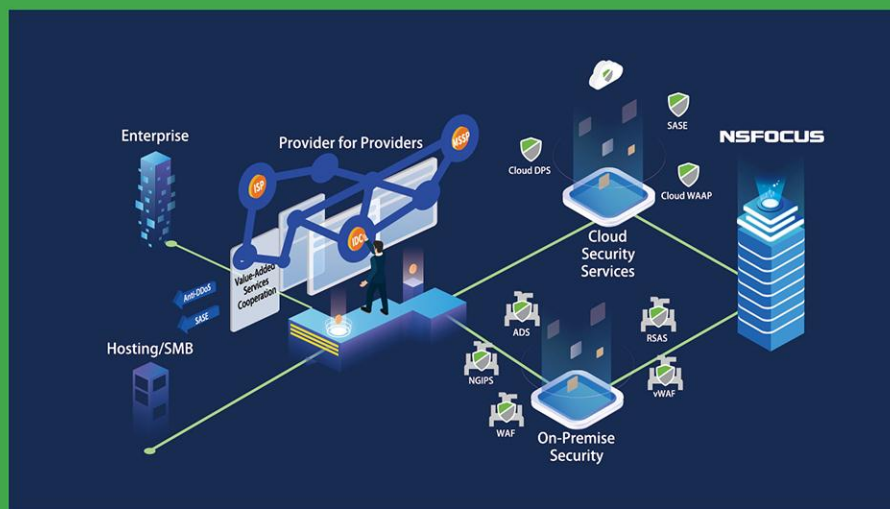 Enterprise
Provider for Providers
MSSP
ISP
IDC
Value-Added
Services
Cooperation
Anti-DDoS
SASE
Hosting/SMB
SASE
Cloud DPS
Cloud WAAP
Cloud
Security
Services
NSFOCUS
ADS
RSAS
NGIPS
vWAF
WAF
On-Premise
Security